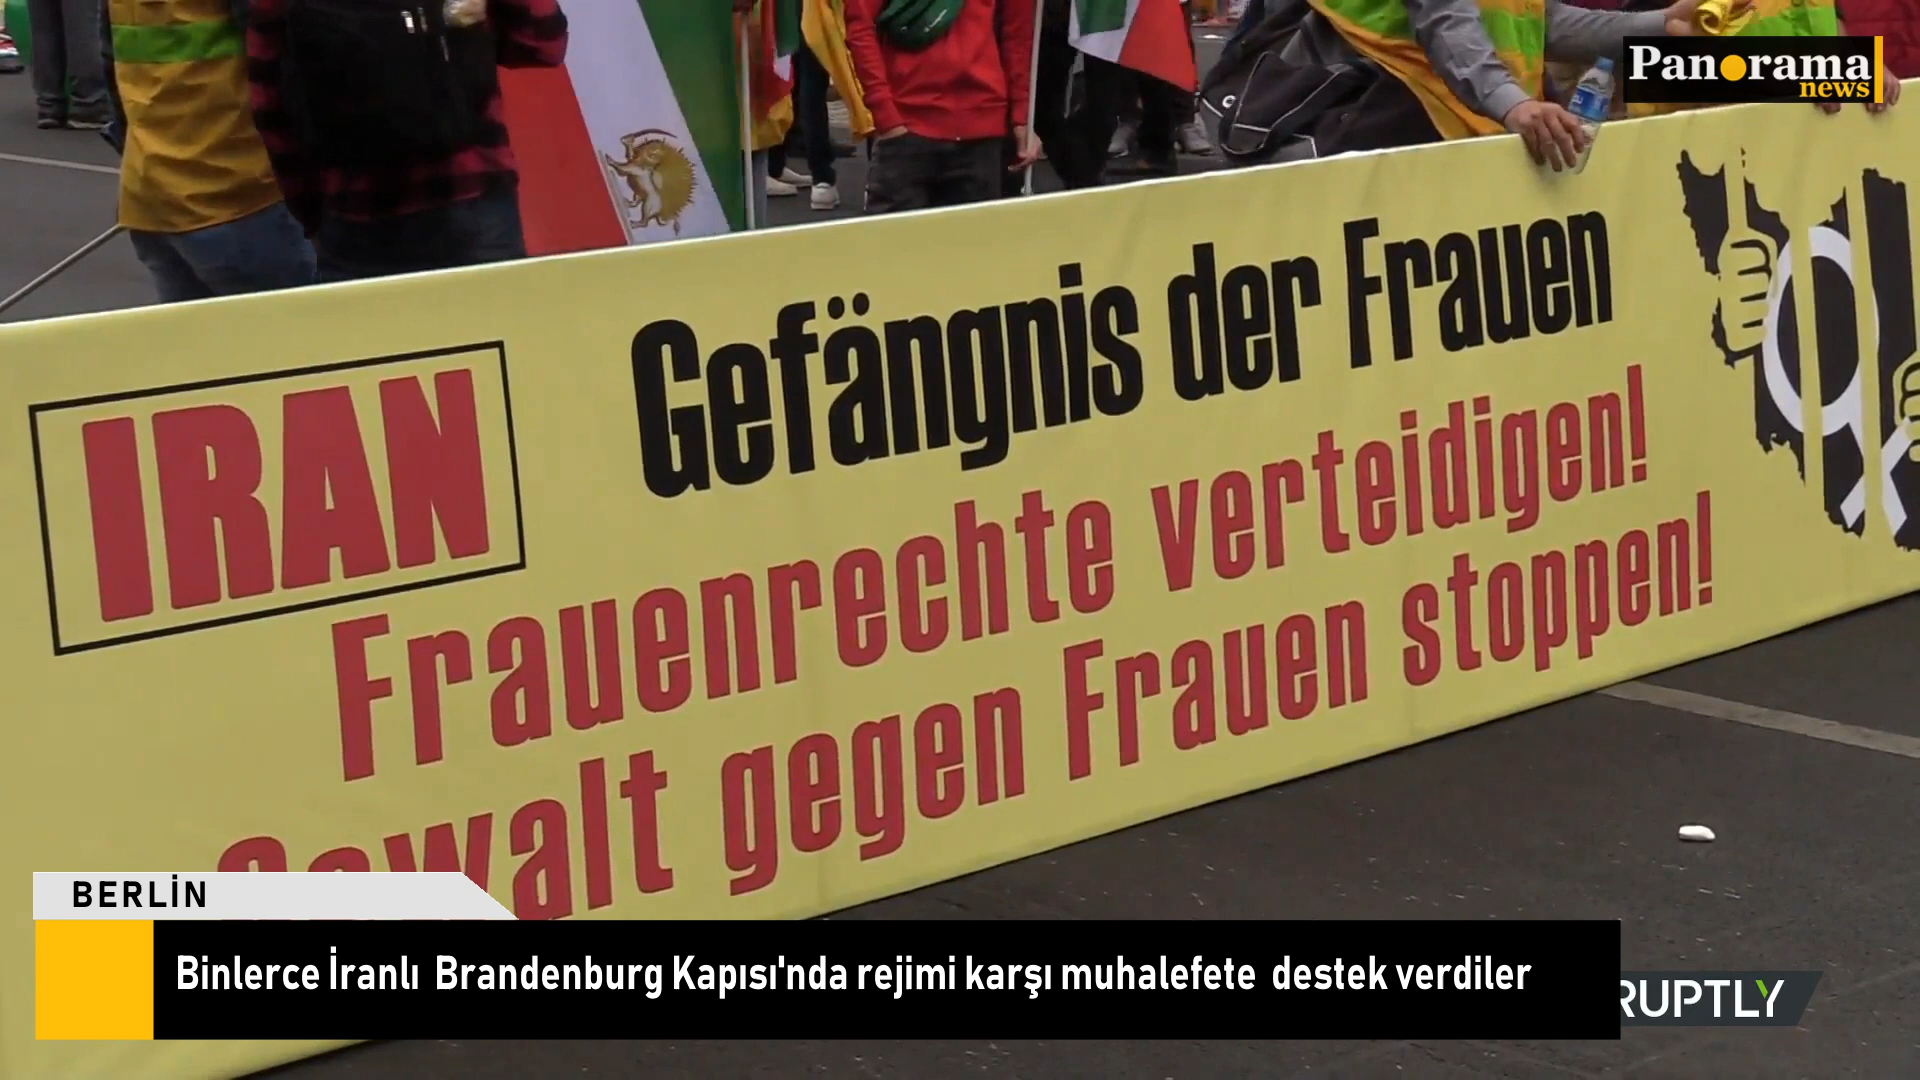 Panorama
news
IRAN
Gefängnis der Frauen
Frauenrechte verteidigen!
Gewalt gegen Frauen stoppen!
BERLİN
Binlerce İranlı Brandenburg Kapısı'nda rejimi karşı muhalefete destek verdiler
RUPTLY